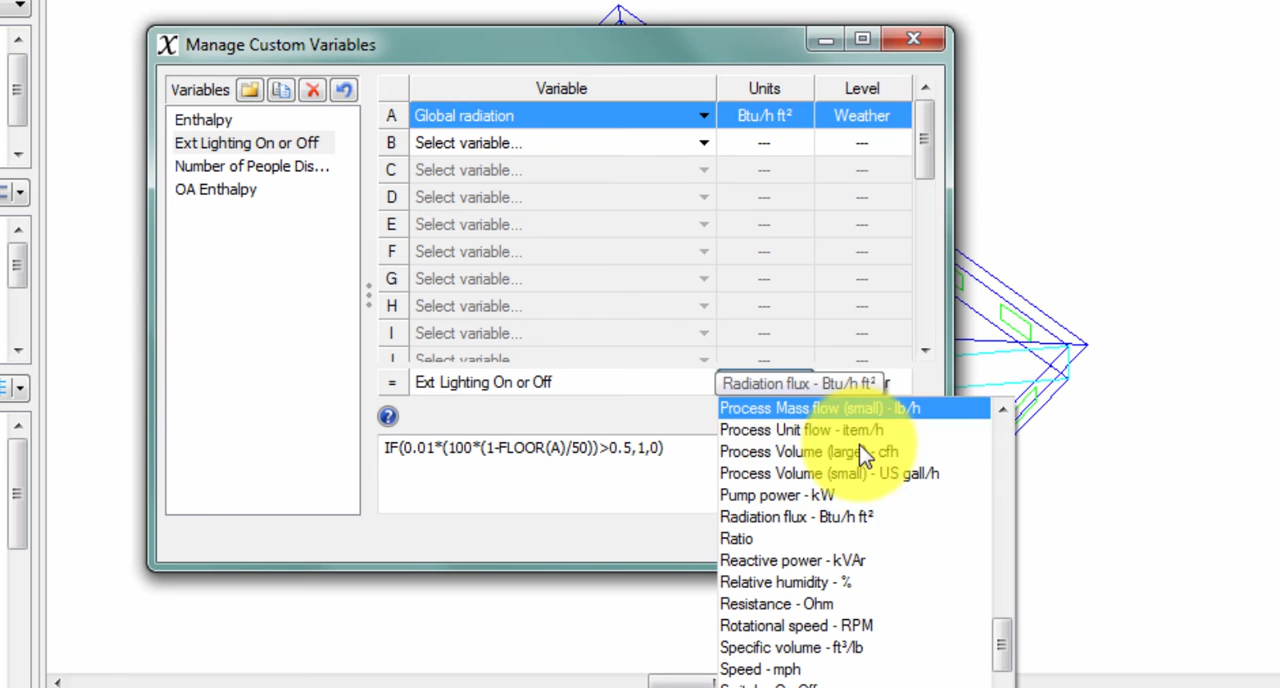 Manage Custom Variables
Variables
Enthalpy
Ext Lighting On or Off
Number of People Dis...
OA Enthalpy
Variable Units Level
A Global radiation Btu/h ft² Weather
B Select variable... --- ---
C Select variable... --- ---
D Select variable... --- ---
E Select variable... --- ---
F Select variable... --- ---
G Select variable... --- ---
H Select variable... --- ---
I Select variable... --- ---
Select variable... --- ---
= Ext Lighting On or Off Radiation flux - Btu/h ft²
IF(0.01*(100*(1-FLOOR(A)/50))>0.5,1,0)
Process Mass flow (small) - lb/h
Process Unit flow - item/h
Process Volume (large) - cfh
Process Volume (small) - US gall/h
Pump power - kW
Radiation flux - Btu/h ft²
Ratio
Reactive power - kVAr
Relative humidity - %
Resistance - Ohm
Rotational speed - RPM
Specific volume - ft³/lb
Speed - mph